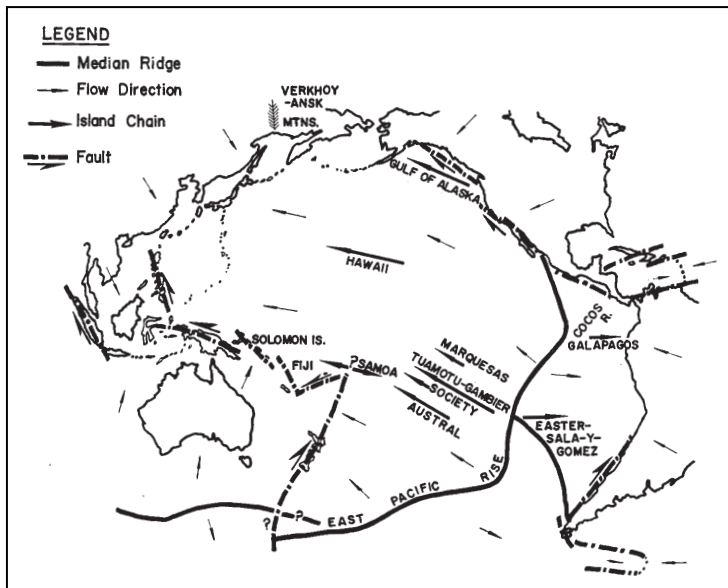 LEGEND
Median Ridge
Flow Direction
Island Chain
Fault
VERKHOY
-ANSK
MTNS.
GULF OF ALASKA
HAWAII
COCOS
R.
GALAPAGOS
SOLOMON IS.
FIJI
?
SAMOA
MARQUESAS
TUAMOTU-GAMBIER
SOCIETY
AUSTRAL
EASTER-
SALA-Y-
GOMEZ
?
?
EAST PACIFIC RISE